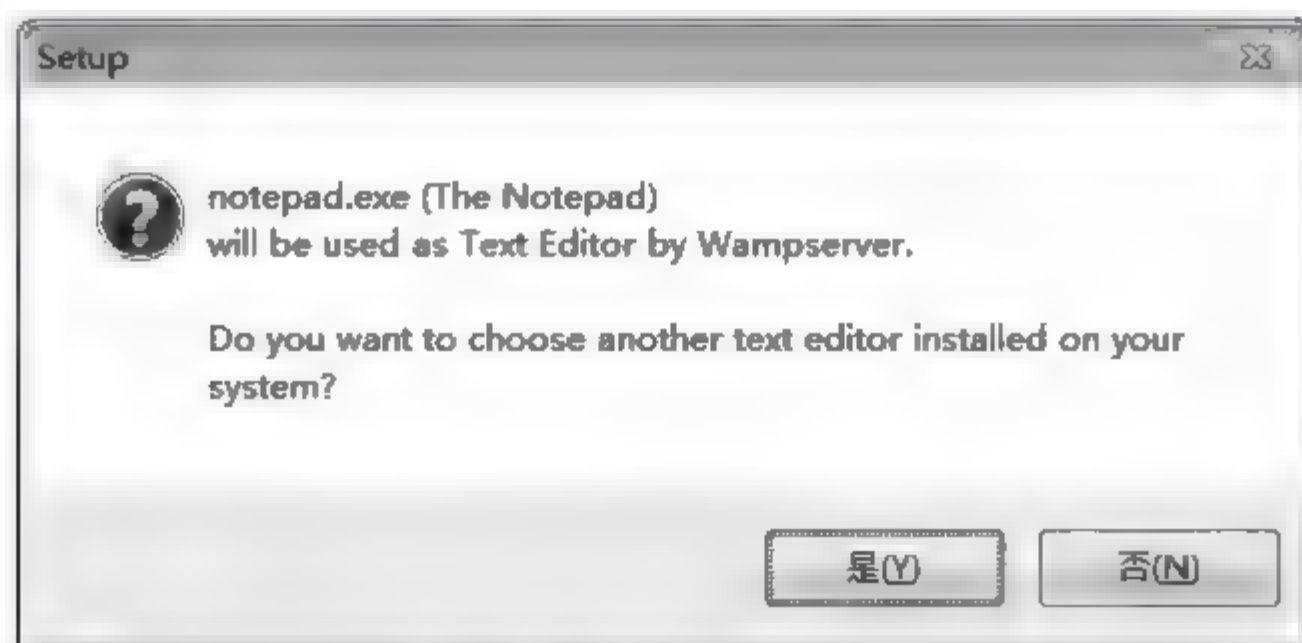 Setup
notepad.exe (The Notepad)
will be used as Text Editor by Wampserver.
Do you want to choose another text editor installed on your
system?
是(Y)
否(N)